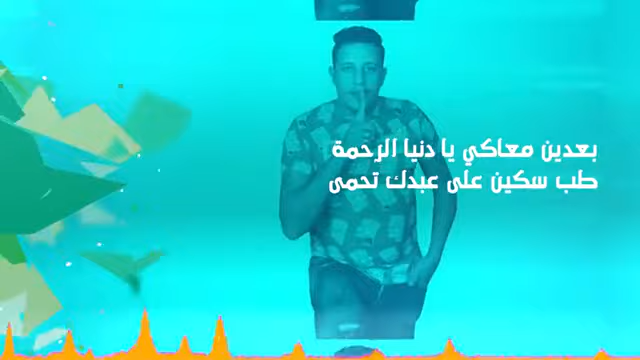 بعدين معاكي يا دنيا الرحمة
طب سكين على عبدك تحمى